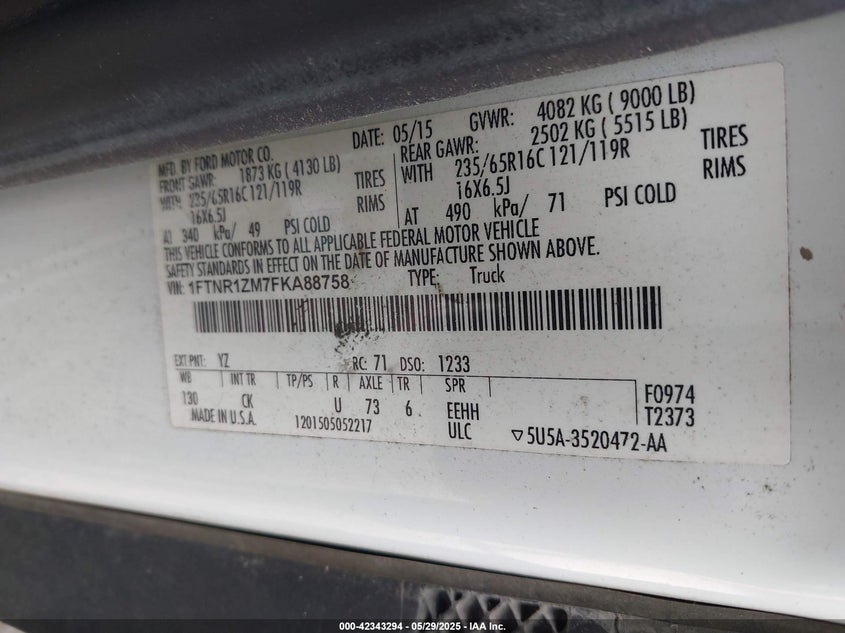 MFD. BY FORD MOTOR CO.
DATE: 05/15
GVWR: 4082 KG ( 9000 LB)
FRONT GAWR: 1873 KG ( 4130 LB)
REAR GAWR: 2502 KG ( 5515 LB)
WITH 235/65R16C 121/119R TIRES
WITH 235/65R16C 121/119R TIRES
16X6.5J RIMS
16X6.5J RIMS
AT 340 kPa/ 49 PSI COLD
AT 490 kPa/ 71 PSI COLD
THIS VEHICLE CONFORMS TO ALL APPLICABLE FEDERAL MOTOR VEHICLE
SAFETY STANDARDS IN EFFECT ON THE DATE OF MANUFACTURE SHOWN ABOVE.
VIN: 1FTNR1ZM7FKA88758
TYPE: Truck
EXT PNT: YZ RC: 71 DSO: 1233
WB INT TR TP/PS R AXLE TR SPR
130 CK U 73 6 EEHH
F0974
T2373
MADE IN U.S.A. 1201505052217 ULC ▽5U5A-3520472-AA
000-42343294 - 05/29/2025 - IAA Inc.